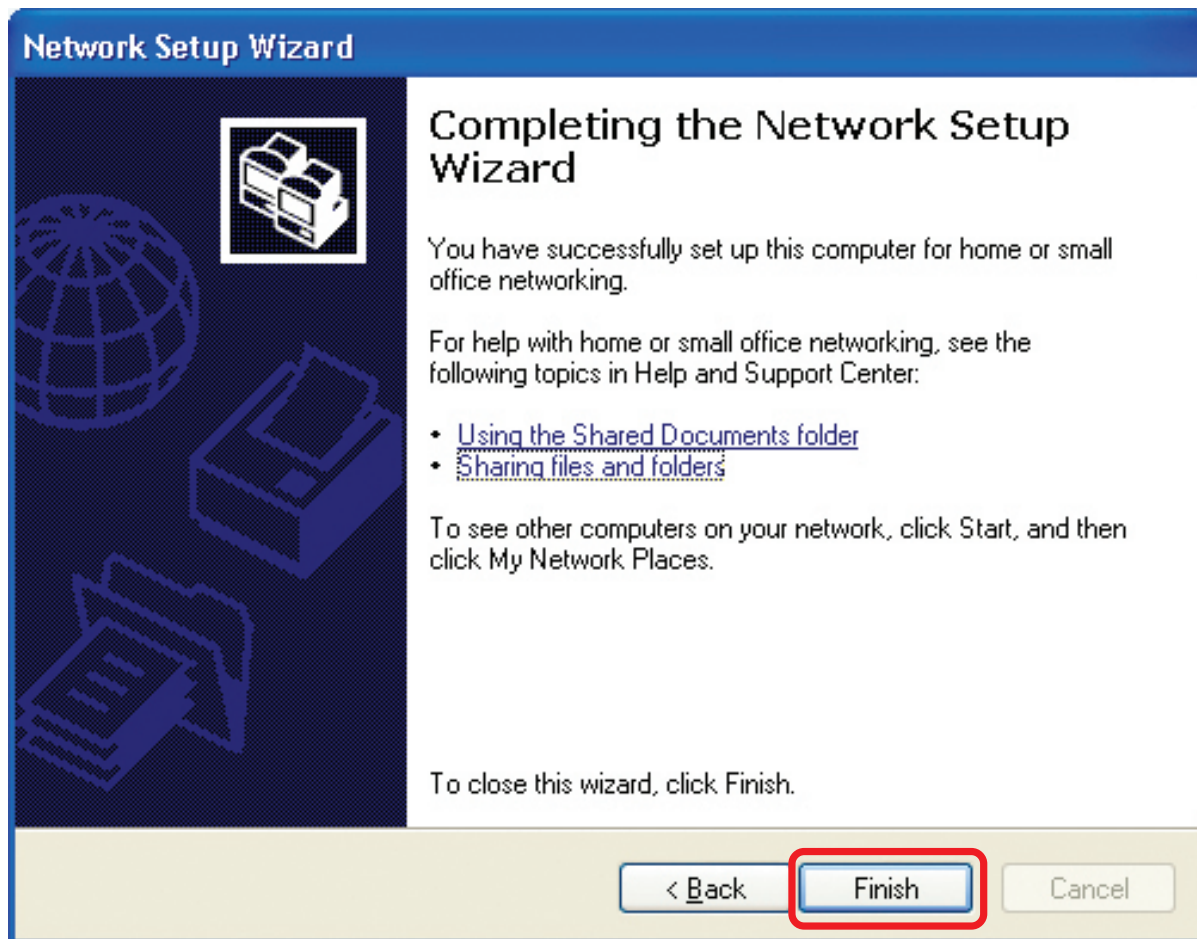 Network Setup Wizard
Completing the Network Setup
Wizard
You have successfully set up this computer for home or small
office networking.
For help with home or small office networking, see the
following topics in Help and Support Center:
• Using the Shared Documents folder
• Sharing files and folders
To see other computers on your network, click Start, and then
click My Network Places.
To close this wizard, click Finish.
< Back Finish Cancel